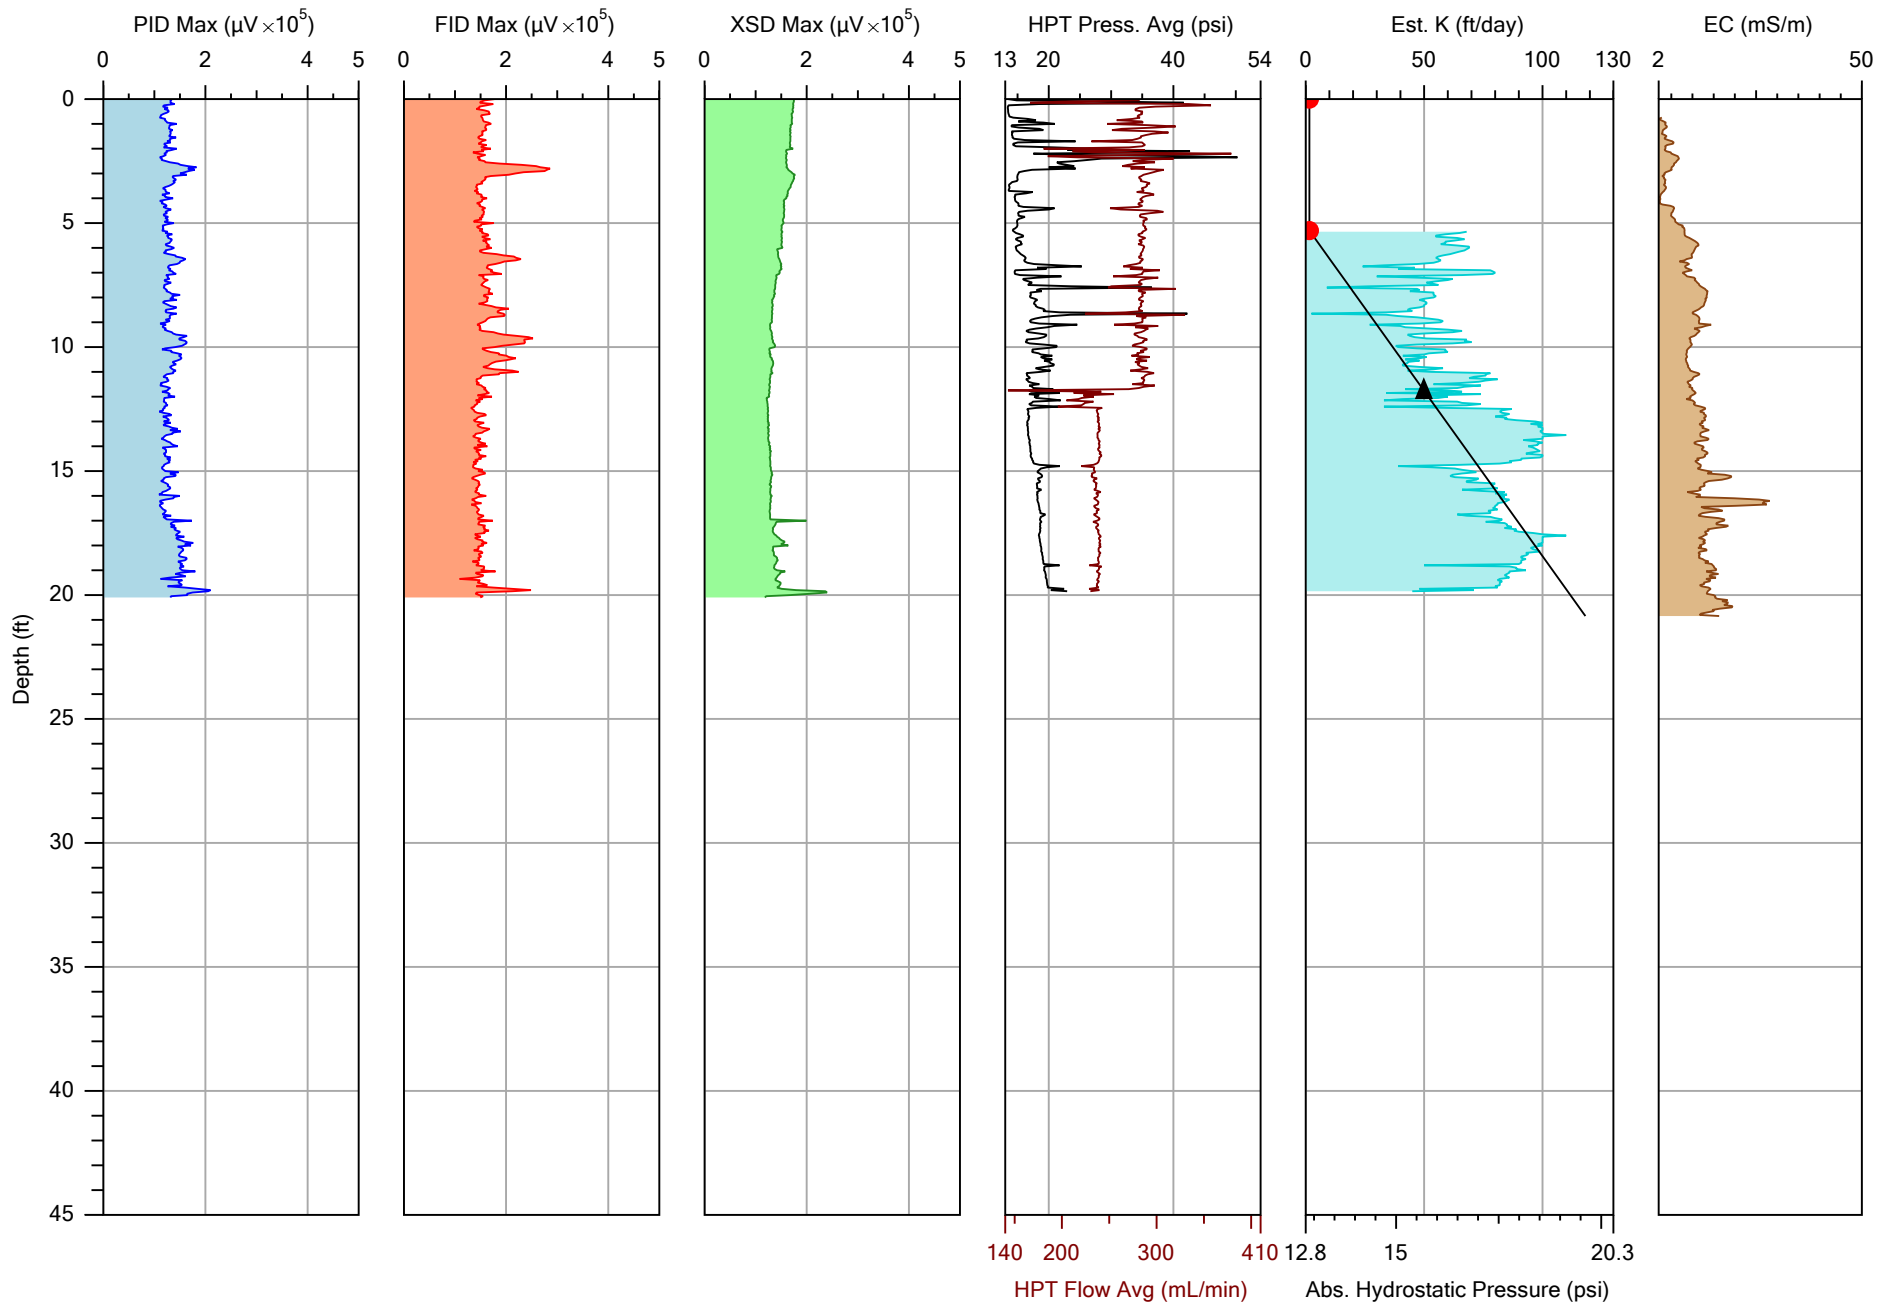 PID Max (µV ×10⁵) FID Max (µV ×10⁵) XSD Max (µV ×10⁵) HPT Press. Avg (psi) Est. K (ft/day) EC (mS/m)
0 2 4 5 0 2 4 5 0 2 4 5 13 20 40 54 0 50 100 130 2 50
0
5
10
15
20
25
30
35
40
45
Depth (ft)
140 200 300 410 12.8 15 20.3
HPT Flow Avg (mL/min) Abs. Hydrostatic Pressure (psi)